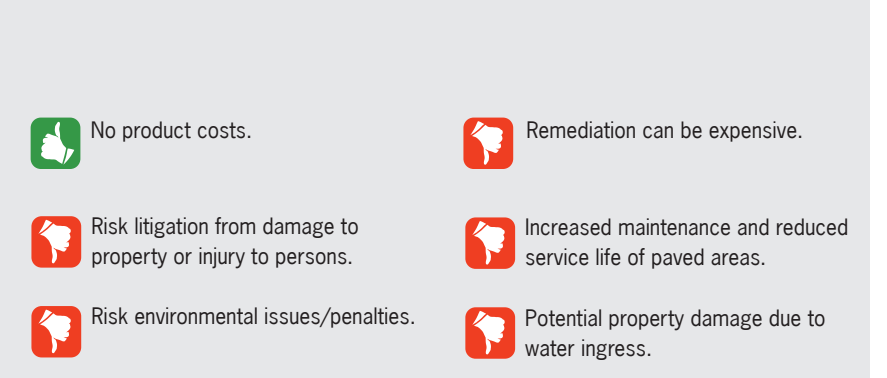 No product costs.
Risk litigation from damage to
property or injury to persons.
Risk environmental issues/penalties.
Remediation can be expensive.
Increased maintenance and reduced
service life of paved areas.
Potential property damage due to
water ingress.